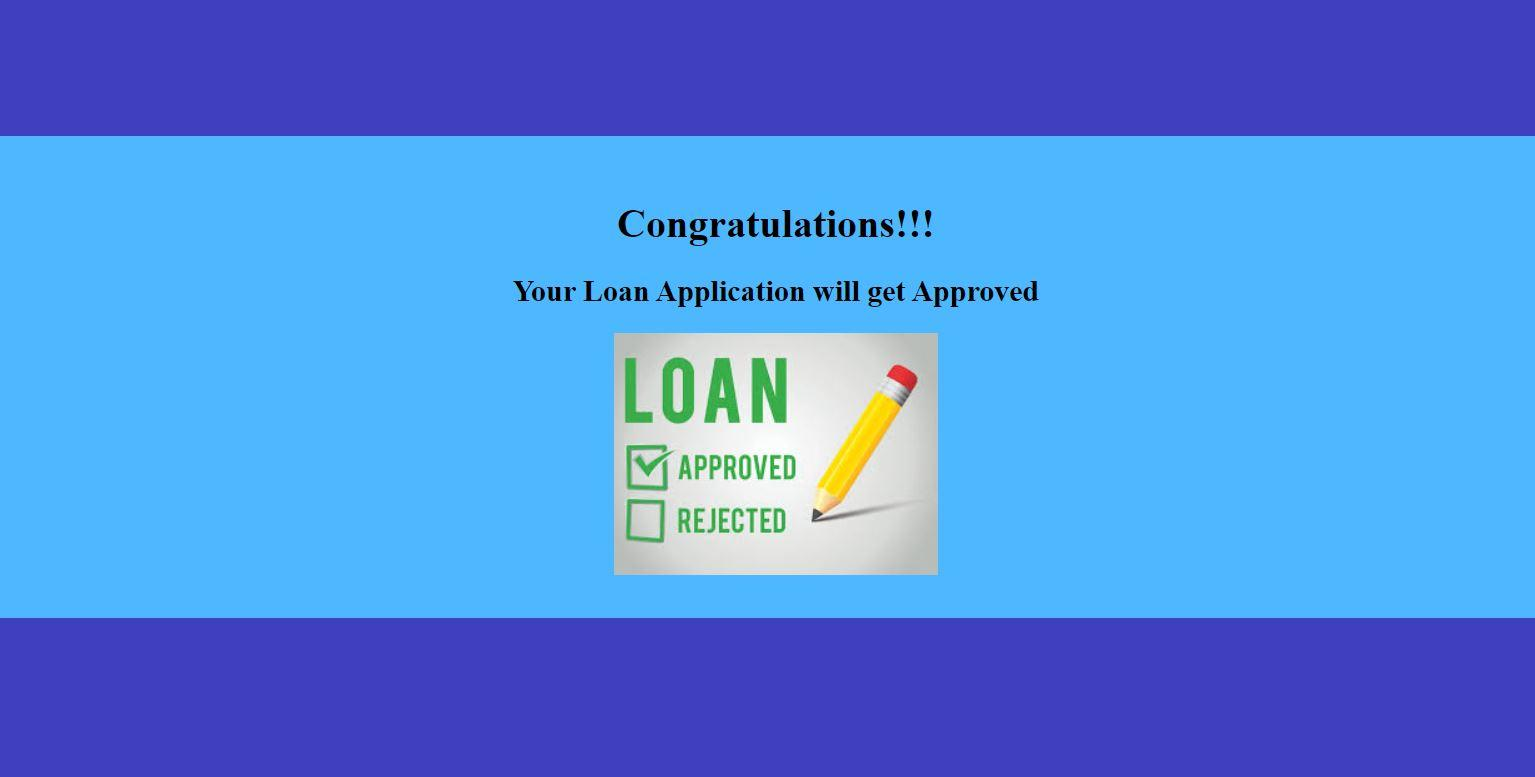 Congratulations!!!
Your Loan Application will get Approved
LOAN
APPROVED
REJECTED